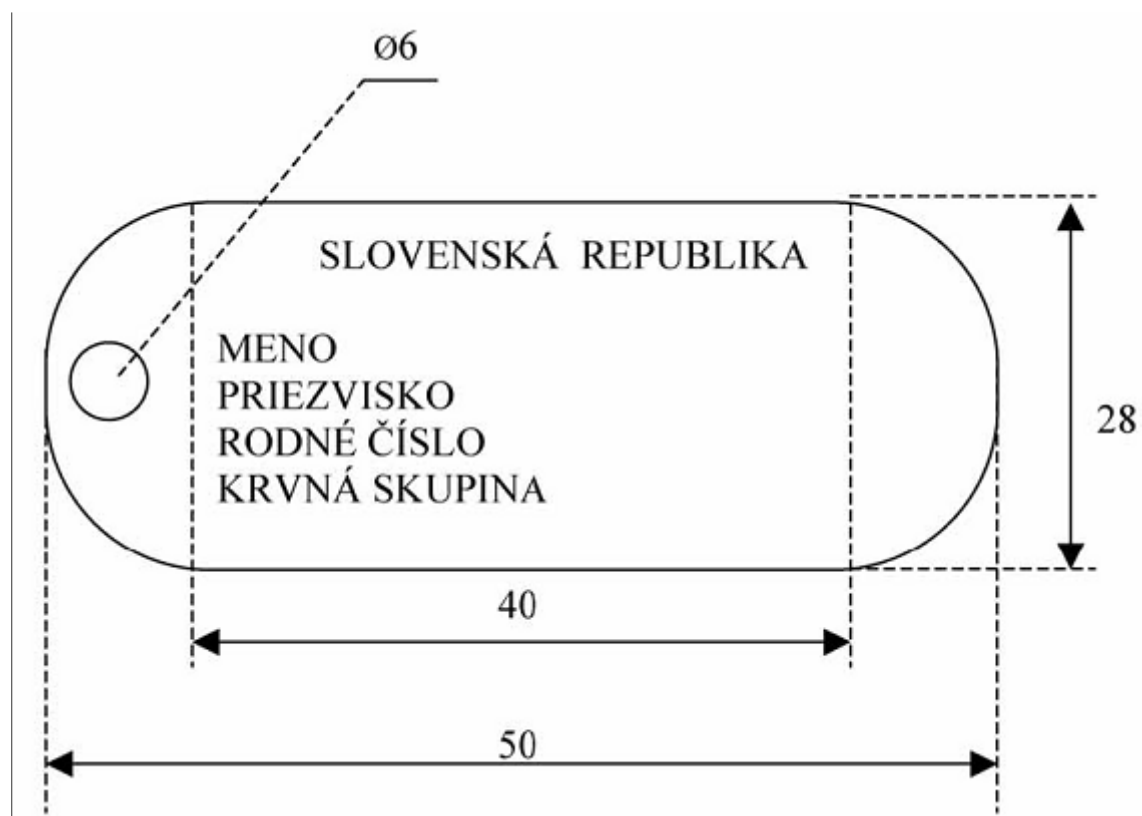 ø6
SLOVENSKÁ REPUBLIKA
MENO
PRIEZVISKO
RODNÉ ČÍSLO
KRVNÁ SKUPINA
28
40
50